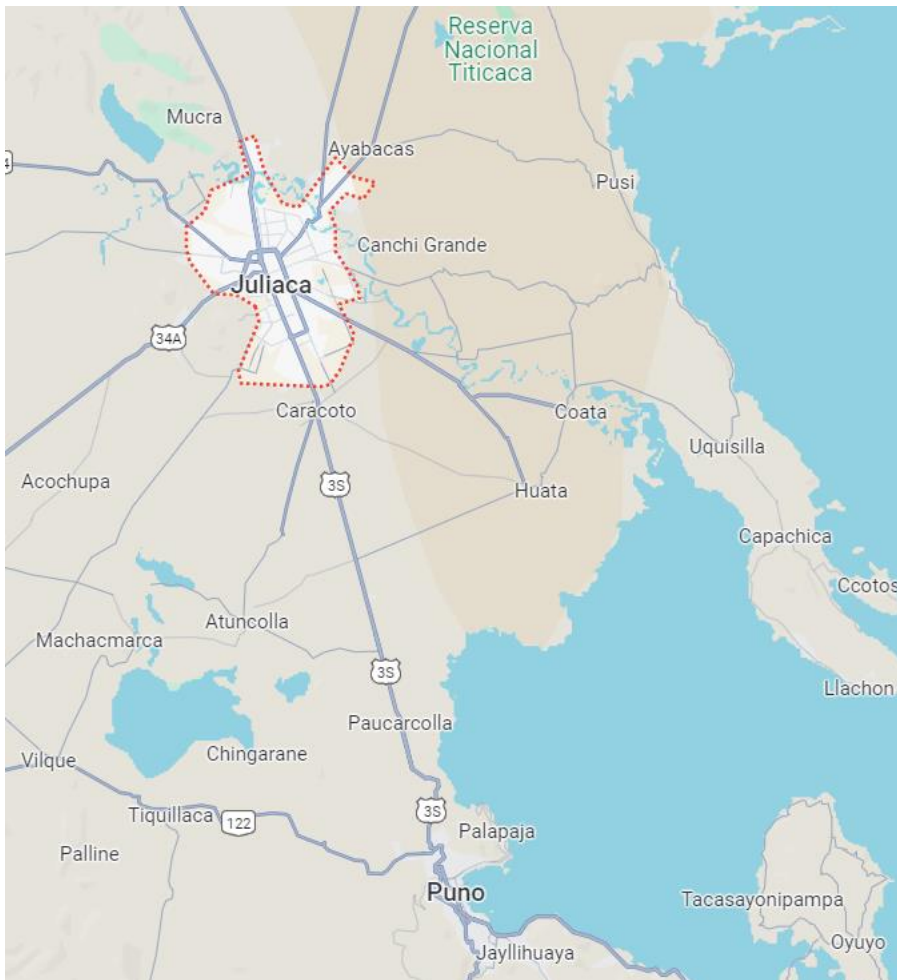 Reserva
Nacional
Titicaca
Mucra
Ayabacas
4
Pusi
Canchi Grande
Juliaca
34A
Caracoto
Coata
Uquisilla
Acochupa
3S
Huata
Capachica
Ccotos
Atuncolla
Machacmarca
3S
Llachon
Paucarcolla
Chingarane
Vilque
Tiquillaca
122
3S
Palapaja
Palline
Puno
Tacasayonipampa
Oyuyo
Jayllihuaya